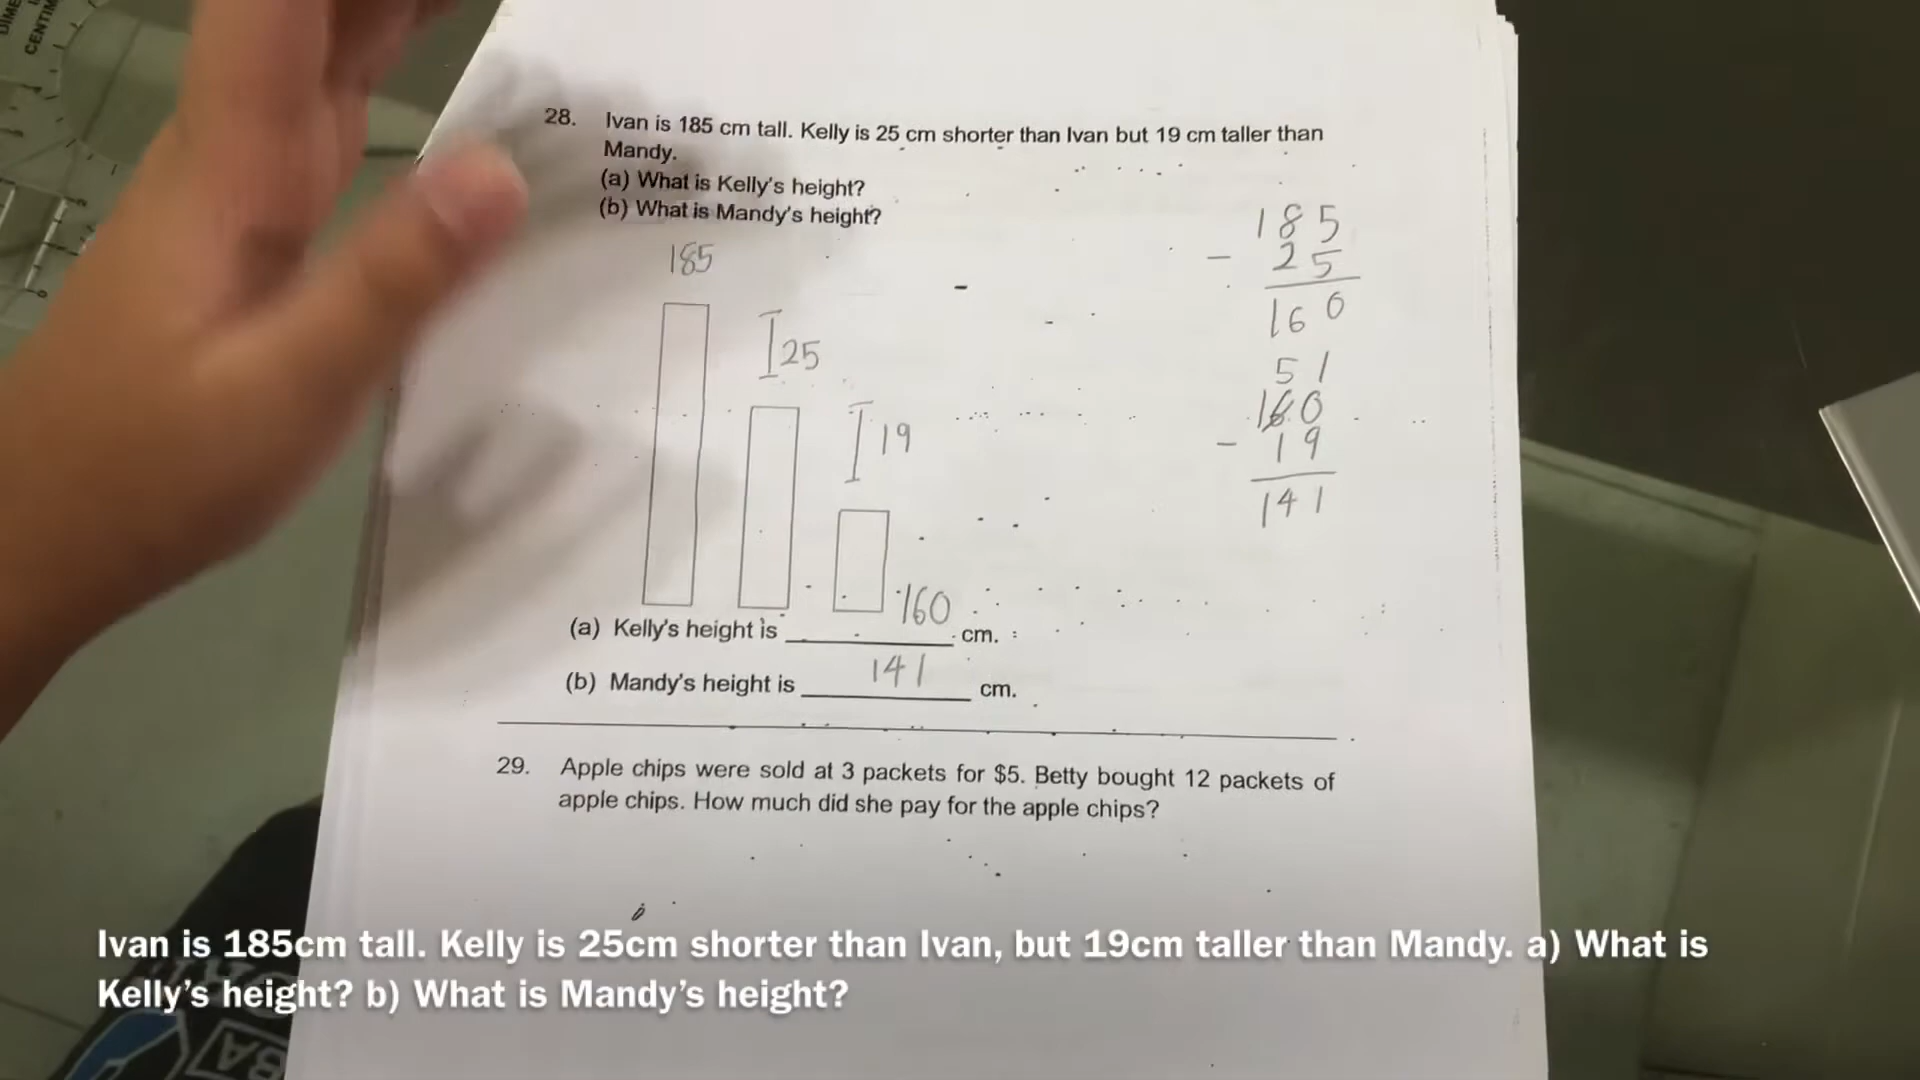 DIME
CENTIM
28. Ivan is 185 cm tall. Kelly is 25 cm shorter than Ivan but 19 cm taller than
Mandy.
(a) What is Kelly's height?
(b) What is Mandy's height?
185
25
19
185
- 25
160
51
160
- 19
141
(a) Kelly's height is 160 cm.
(b) Mandy's height is 141 cm.
29. Apple chips were sold at 3 packets for $5. Betty bought 12 packets of
apple chips. How much did she pay for the apple chips?
Ivan is 185cm tall. Kelly is 25cm shorter than Ivan, but 19cm taller than Mandy. a) What is
Kelly's height? b) What is Mandy's height?